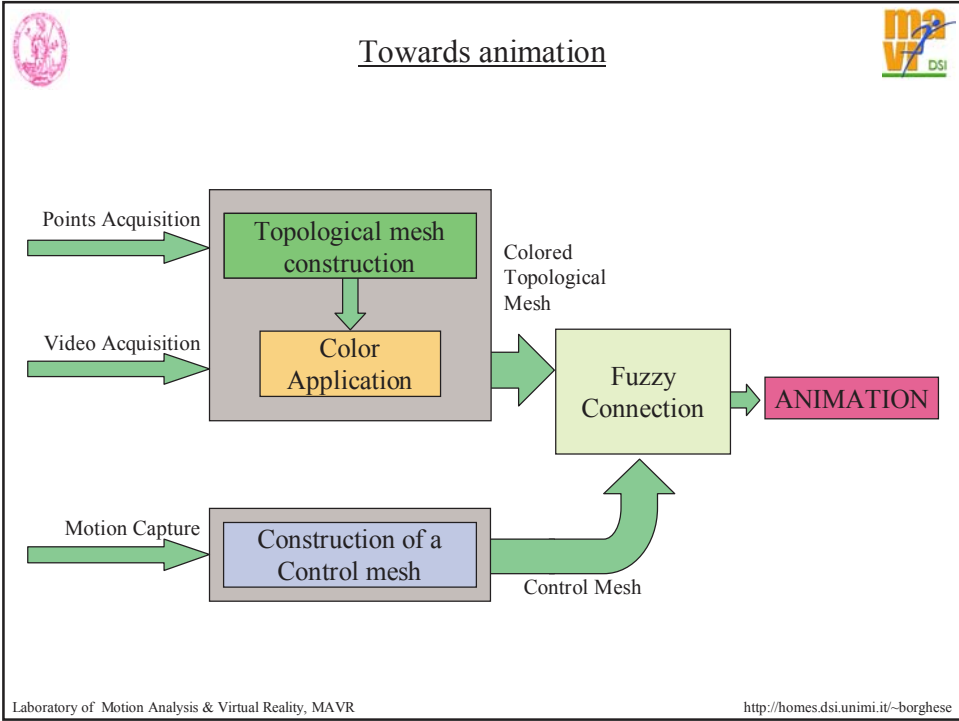 Towards animation
mavr
DSI
Points Acquisition
Topological mesh
construction
Colored
Topological
Mesh
Video Acquisition
Color
Application
Fuzzy
Connection
ANIMATION
Motion Capture
Construction of a
Control mesh
Control Mesh
Laboratory of Motion Analysis & Virtual Reality, MAVR
http://homes.dsi.unimi.it/~borghese